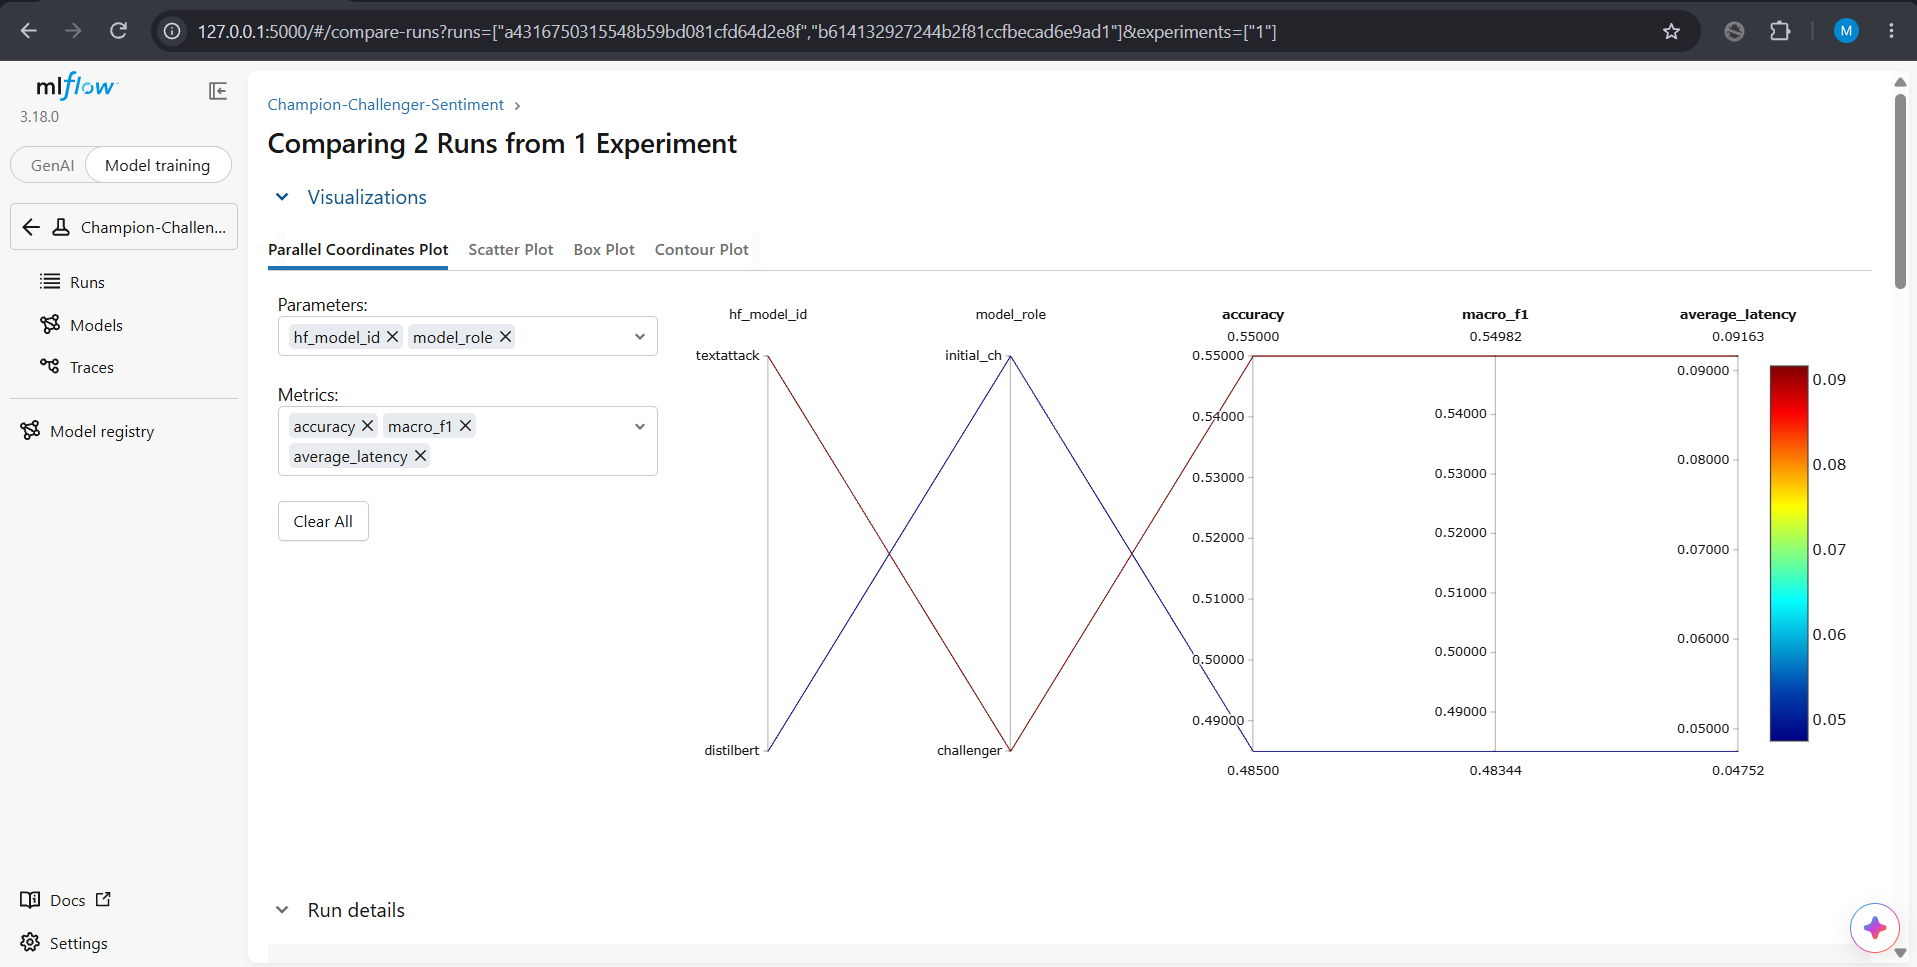 127.0.0.1:5000/#/compare-runs?runs=["a4316750315548b59bd081cfd64d2e8f","b614132927244b2f81ccfbecad6e9ad1"]&experiments=["1"]
M
mlflow
3.18.0
GenAI
Model training
Champion-Challen...
Runs
Models
Traces
Model registry
Docs
Settings
Champion-Challenger-Sentiment
Comparing 2 Runs from 1 Experiment
Visualizations
Parallel Coordinates Plot
Scatter Plot
Box Plot
Contour Plot
Parameters:
hf_model_id
model_role
Metrics:
accuracy
macro_f1
average_latency
Clear All
hf_model_id
textattack
distilbert
model_role
initial_ch
challenger
accuracy
0.55000
0.55000
0.54000
0.53000
0.52000
0.51000
0.50000
0.49000
0.48500
macro_f1
0.54982
0.54000
0.53000
0.52000
0.51000
0.50000
0.49000
0.48344
average_latency
0.09163
0.09000
0.08000
0.07000
0.06000
0.05000
0.04752
0.09
0.08
0.07
0.06
0.05
Run details